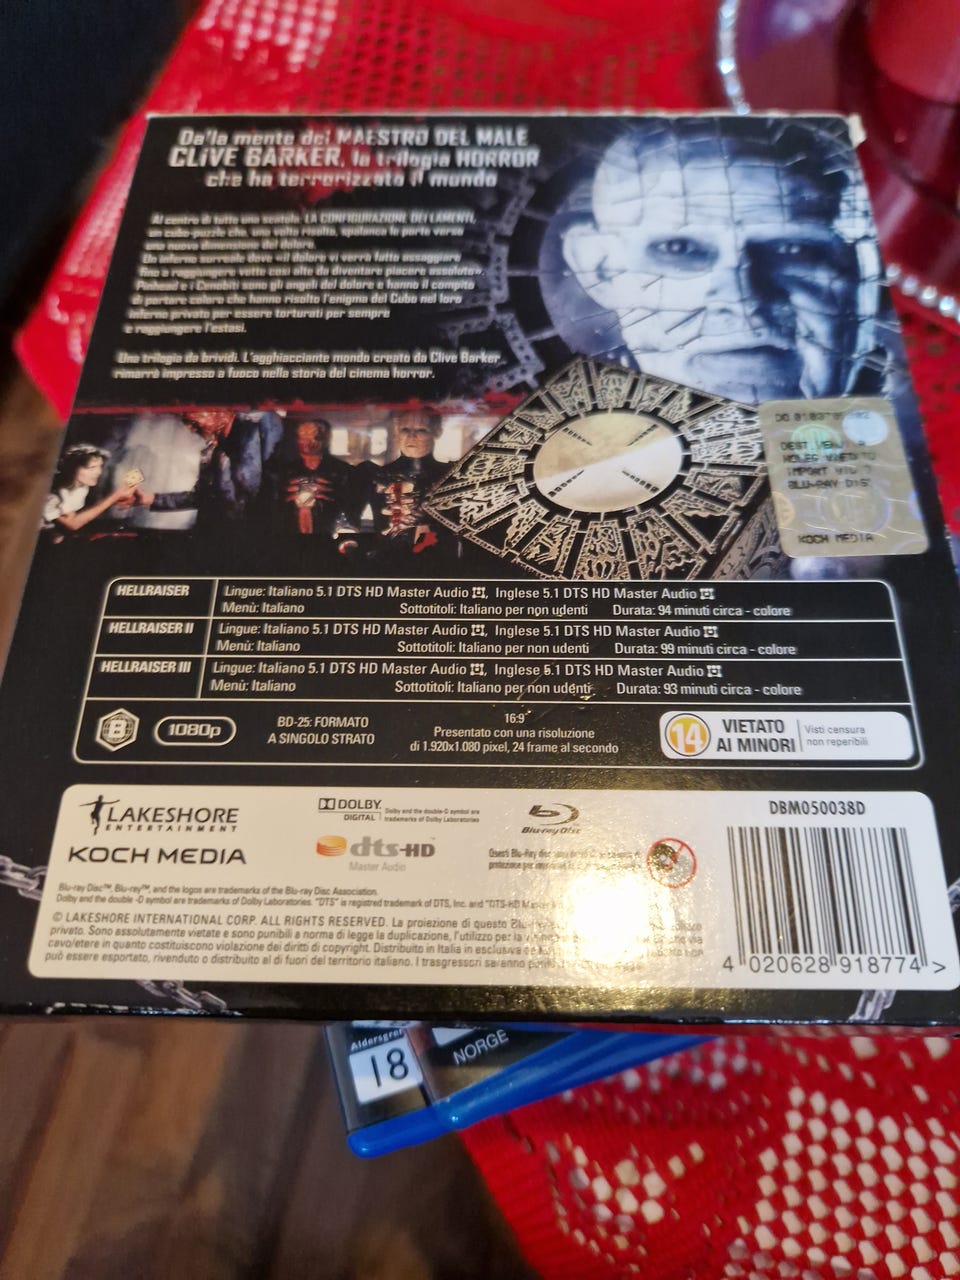 Dalla mente del MAESTRO DEL MALE
CLIVE BARKER, la trilogia HORROR
che ha terrorizzato il mondo
Al centro di tutto una scatola: LA CONFIGURAZIONE DEI LAMENTI,
un cubo-puzzle che, una volta risolto, spalanca le porte verso
una nuova dimensione del dolore.
Un inferno surreale dove «il dolore vi verrà fatto assaggiare
fino a raggiungere vette così alte da diventare piacere assoluto».
Pinhead e i Cenobiti sono gli angeli del dolore e hanno il compito
di portare coloro che hanno risolto l'enigma del Cubo nel loro
inferno privato per essere torturati per sempre
e raggiungere l'estasi.
Una trilogia da brividi. L'agghiacciante mondo creato da Clive Barker
rimarrà impresso a fuoco nella storia del cinema horror.
DEST
IMPORT
BLU-RAY
KOCH MEDIA
HELLRAISER
Lingue: Italiano 5.1 DTS HD Master Audio, Inglese 5.1 DTS HD Master Audio
Menù: Italiano Sottotitoli: Italiano per non udenti Durata: 94 minuti circa - colore
HELLRAISER II
Lingue: Italiano 5.1 DTS HD Master Audio, Inglese 5.1 DTS HD Master Audio
Menù: Italiano Sottotitoli: Italiano per non udenti Durata: 99 minuti circa - colore
HELLRAISER III
Lingue: Italiano 5.1 DTS HD Master Audio, Inglese 5.1 DTS HD Master Audio
Menù: Italiano Sottotitoli: Italiano per non udenti Durata: 93 minuti circa - colore
B
1080p
BD-25: FORMATO
A SINGOLO STRATO
16:9
Presentato con una risoluzione
di 1.920x1.080 pixel, 24 frame al secondo
14
VIETATO
AI MINORI
Visti censura
non reperibili
LAKESHORE
ENTERTAINMENT
KOCH MEDIA
DOLBY
DIGITAL
Dolby and the double-D symbol are
trademarks of Dolby Laboratories
dts-HD
Master Audio
Blu-ray Disc
Questi Blu-Ray disc
protezione per
DBM050038D
4 020628 918774 >
Blu-ray Disc™, Blu-ray™, and the logos are trademarks of the Blu-ray Disc Association.
Dolby and the double -D symbol are trademarks of Dolby Laboratories. "DTS" is registred trademark of DTS, Inc. and "DTS-HD
© LAKESHORE INTERNATIONAL CORP. ALL RIGHTS RESERVED. La proiezione di questo
privato. Sono assolutamente vietate e sono punibili a norma di legge la duplicazione, l'utilizzo per la
cavo/etere in quanto costituiscono violazione dei diritti di copyright. Distribuito in Italia in esclusiva
può essere esportato, rivenduto o distribuito al di fuori del territorio italiano. I trasgressori saranno
Aldersgrense
18
NORGE